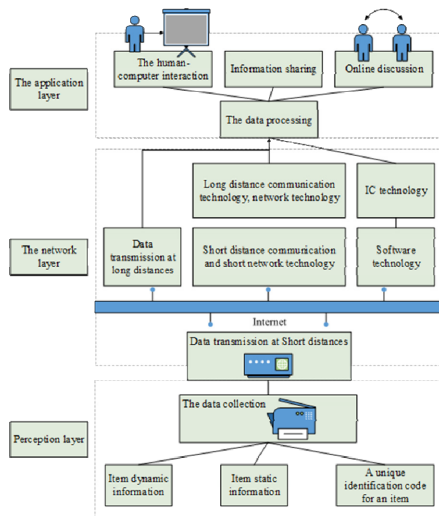 The human-
computer interaction
Information sharing
Online discussion
The application
layer
The data processing
Long distance communication
technology, network technology
IC technology
The network
layer
Data
transmission at
long distances
Short distance communication
and short network technology
Software
technology
Internet
Data transmission at Short distances
The data collection
Perception layer
Item dynamic
information
Item static
information
A unique
identification code
for an item